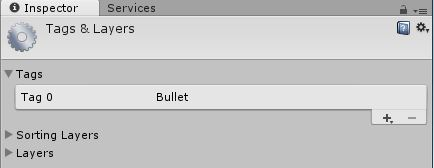 Inspector Services
Tags & Layers
Tags
Tag 0 Bullet
Sorting Layers
Layers